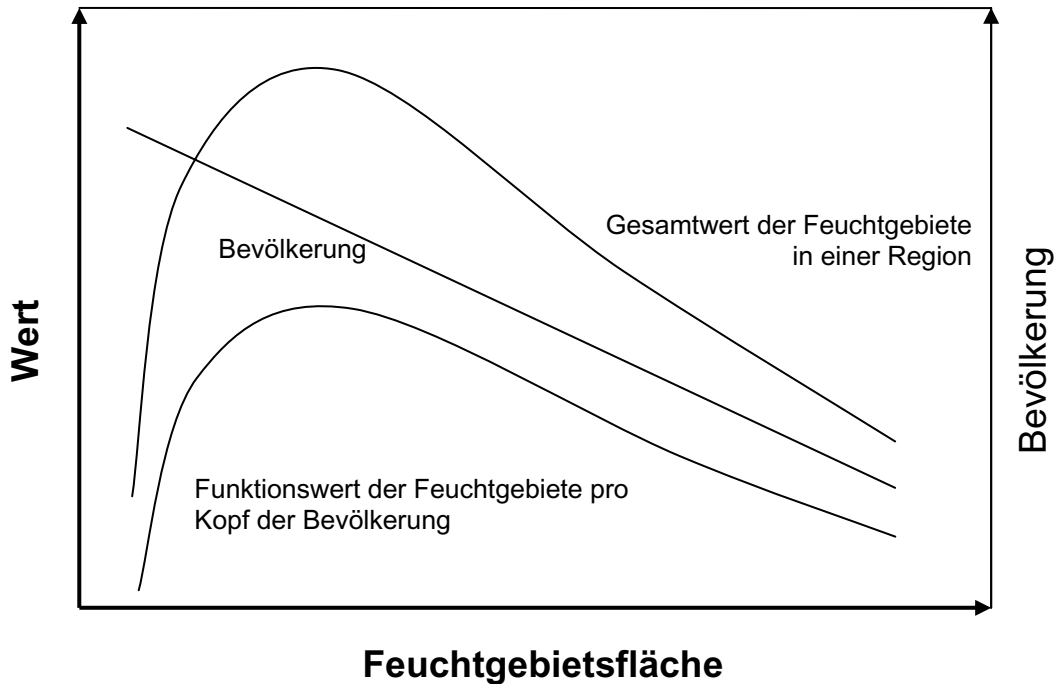 Gesamtwert der Feuchtgebiete
in einer Region
Bevölkerung
Wert
Bevölkerung
Funktionswert der Feuchtgebiete pro
Kopf der Bevölkerung
Feuchtgebietsfläche